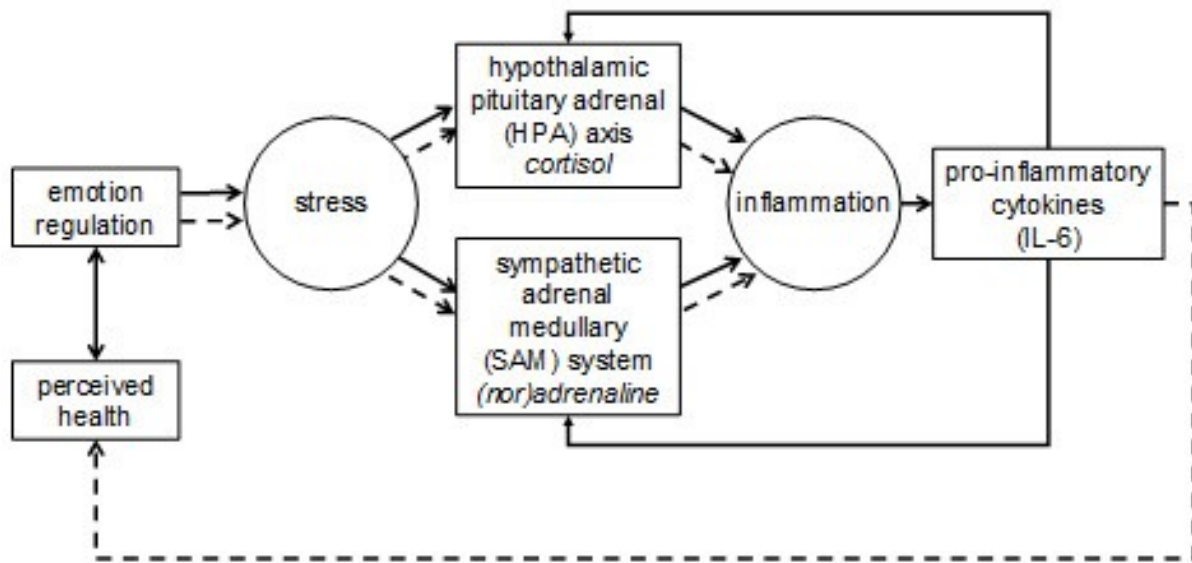 hypothalamic
pituitary adrenal
(HPA) axis
cortisol
emotion
regulation
stress
inflammation
pro-inflammatory
cytokines
(IL-6)
sympathetic
adrenal
medullary
(SAM) system
(nor)adrenaline
perceived
health